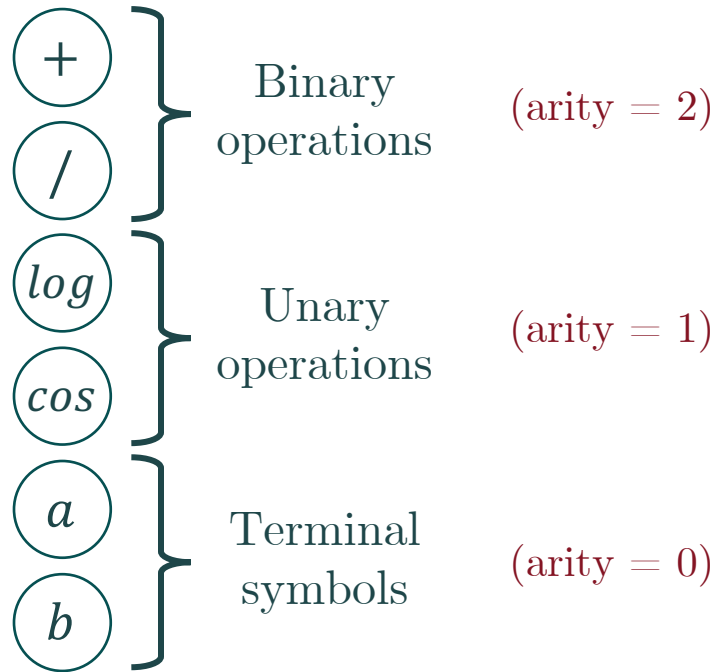 +
/
Binary
operations
(arity = 2)
log
cos
Unary
operations
(arity = 1)
a
b
Terminal
symbols
(arity = 0)